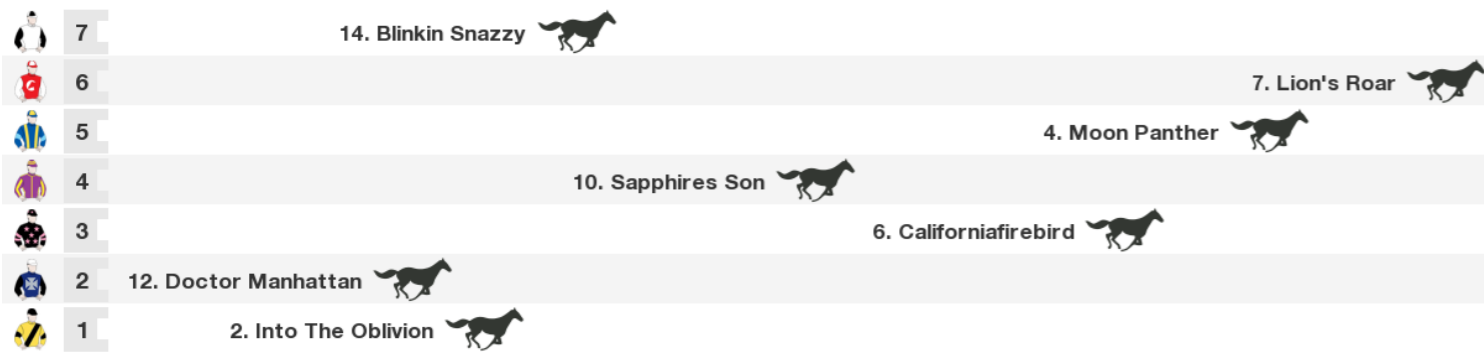 7 14. Blinkin Snazzy
6 7. Lion's Roar
5 4. Moon Panther
4 10. Sapphires Son
3 6. Californiafirebird
2 12. Doctor Manhattan
1 2. Into The Oblivion